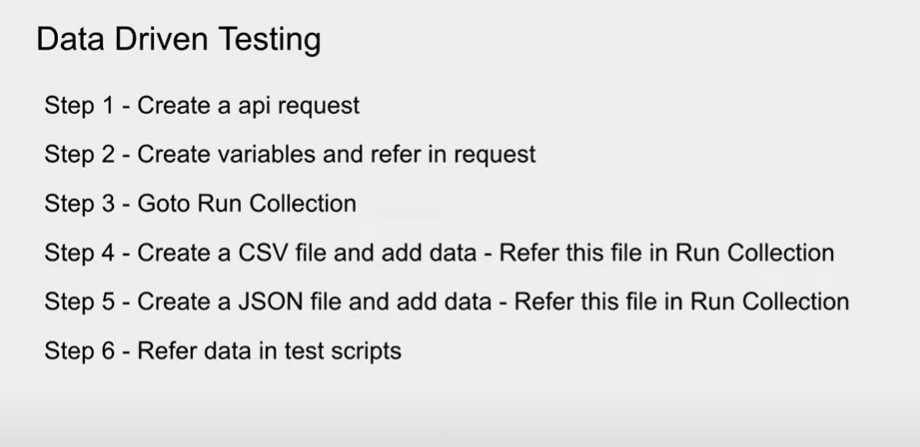 Data Driven Testing
Step 1 - Create a api request
Step 2 - Create variables and refer in request
Step 3 - Goto Run Collection
Step 4 - Create a CSV file and add data - Refer this file in Run Collection
Step 5 - Create a JSON file and add data - Refer this file in Run Collection
Step 6 - Refer data in test scripts